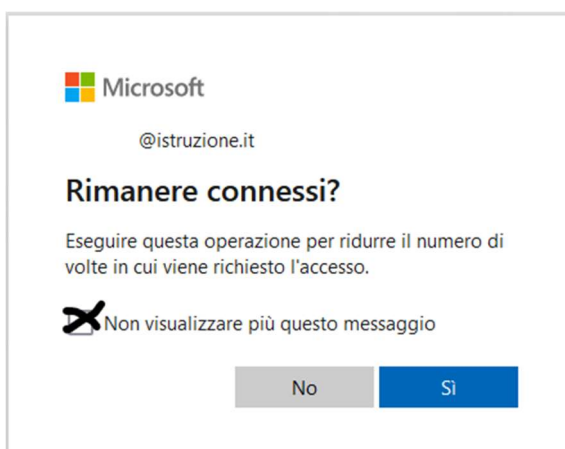 Microsoft
@istruzione.it
Rimanere connessi?
Eseguire questa operazione per ridurre il numero di
volte in cui viene richiesto l'accesso.
Non visualizzare più questo messaggio
No
Sì